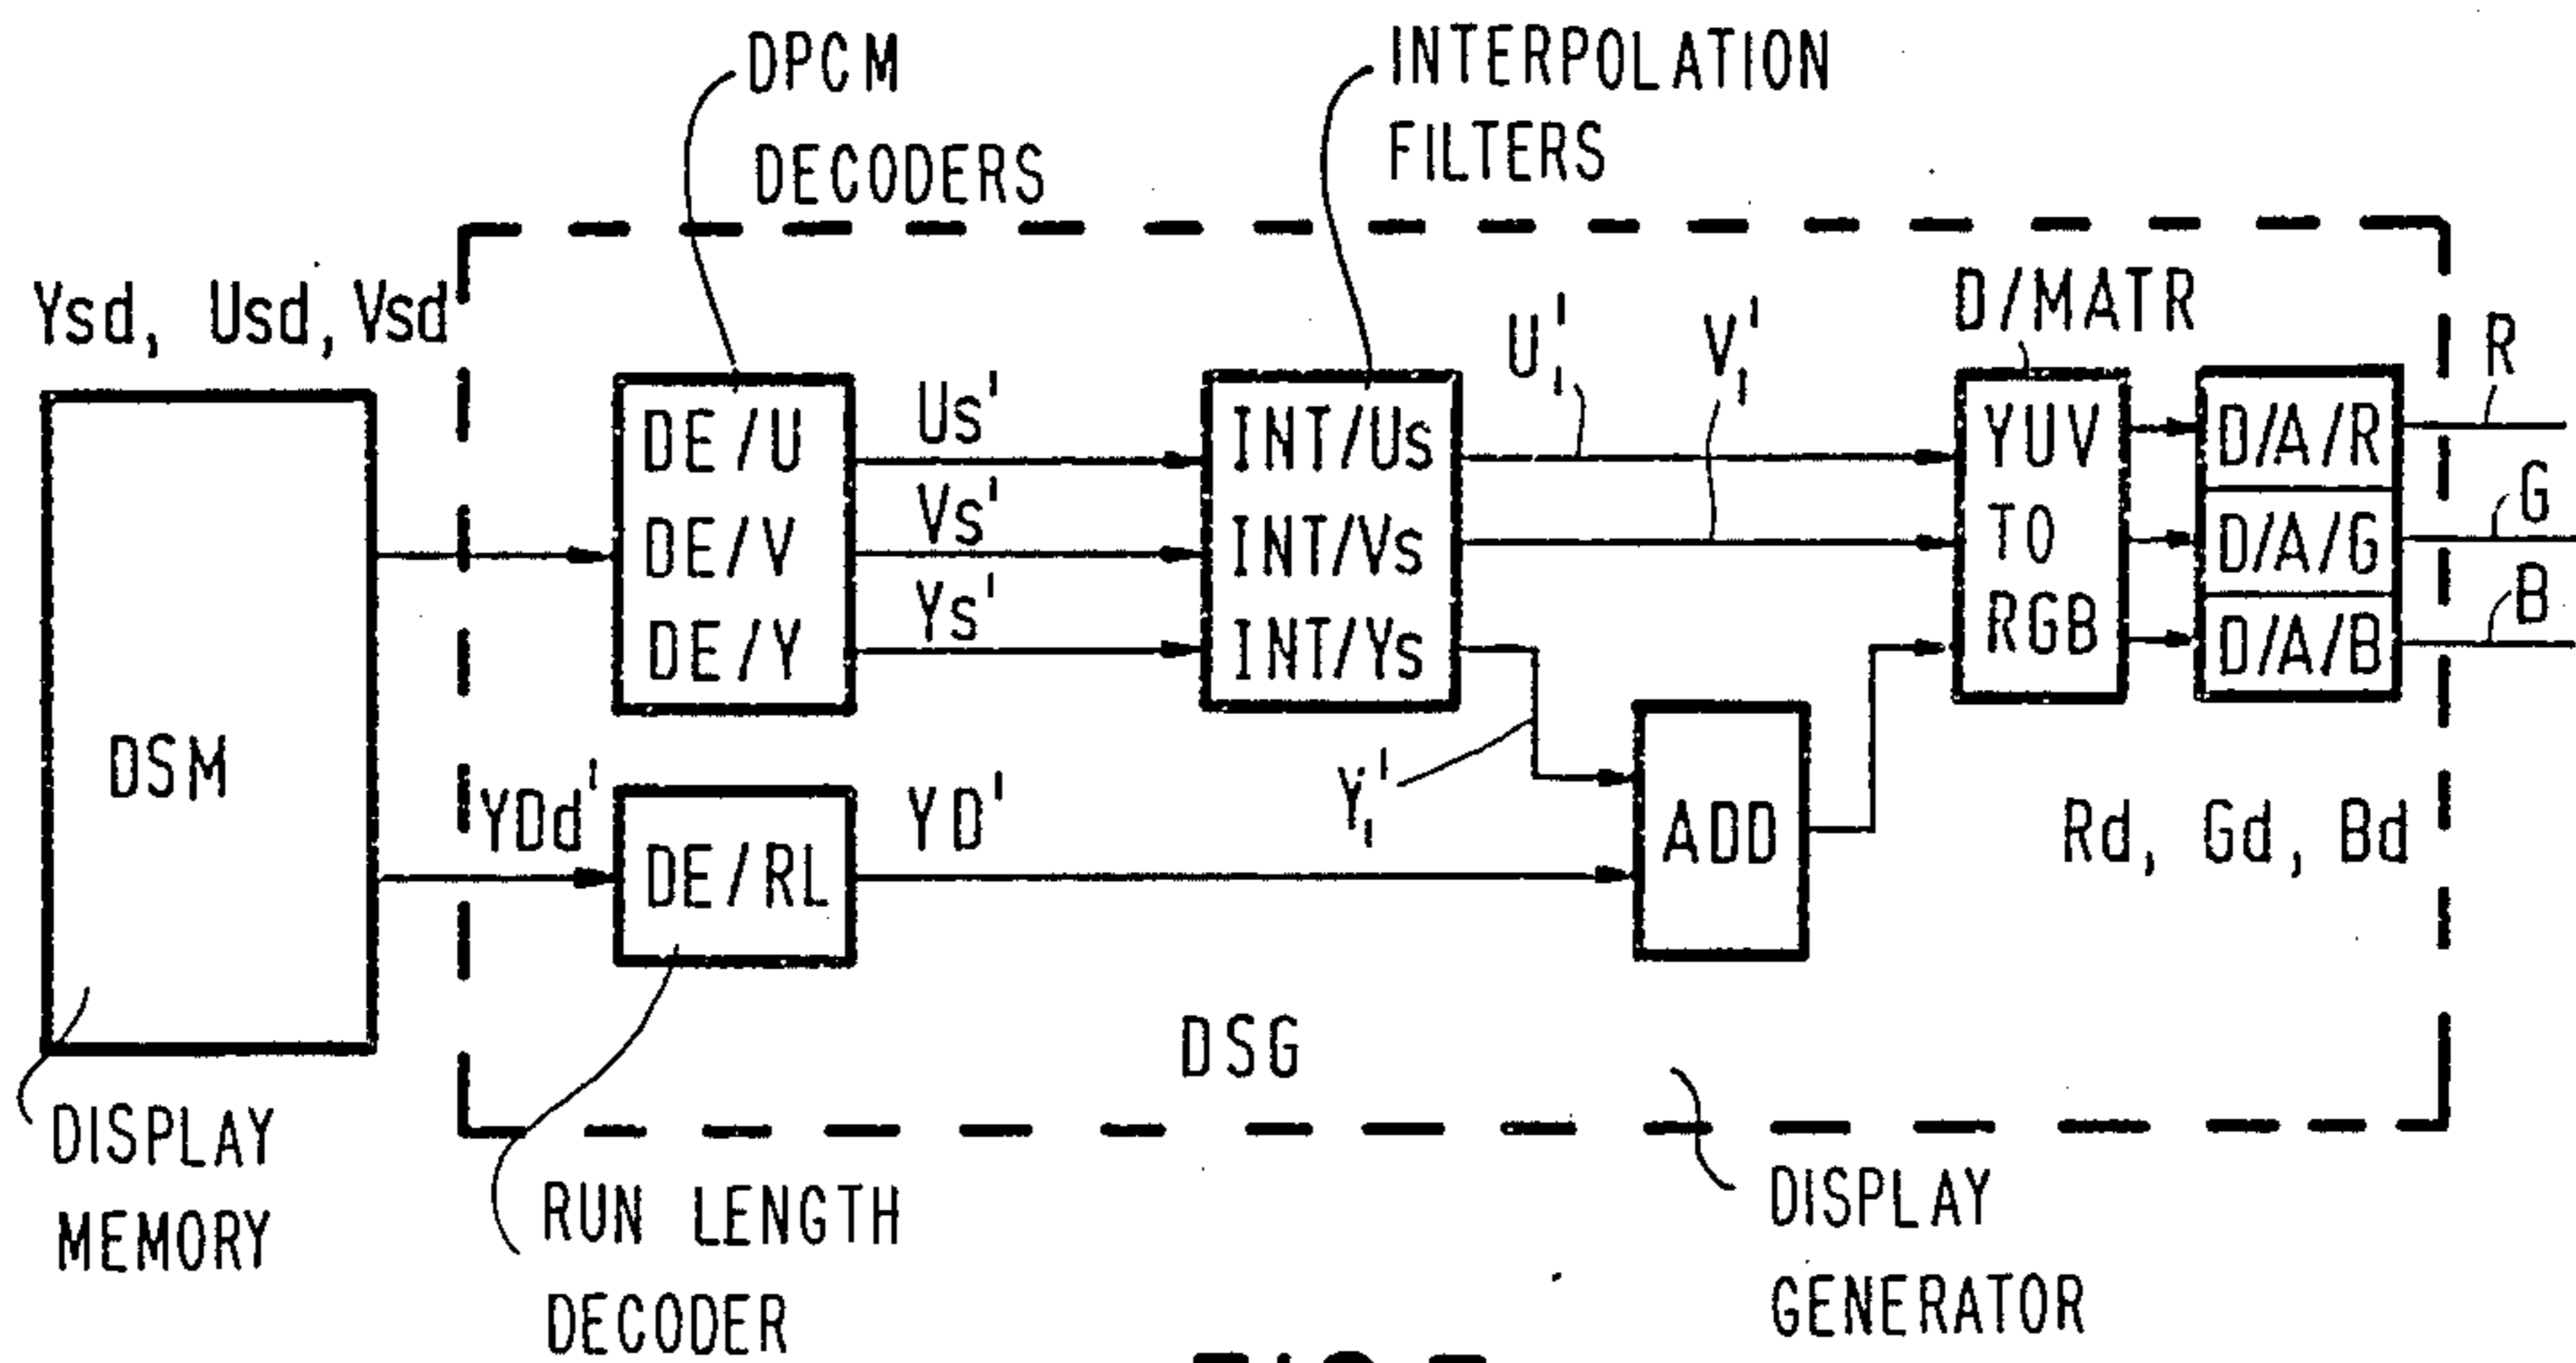 DPCM
DECODERS
INTERPOLATION
FILTERS
Ysd, Usd, Vsd
D/MATR
U₁'
V₁'
R
DE/U
DE/V
DE/Y
Us'
Vs'
Ys'
INT/Us
INT/Vs
INT/Ys
YUV
TO
RGB
D/A/R
D/A/G
D/A/B
G
B
DSM
YDd'
DE/RL
YD'
Y₁'
ADD
Rd, Gd, Bd
DSG
DISPLAY
MEMORY
RUN LENGTH
DECODER
DISPLAY
GENERATOR